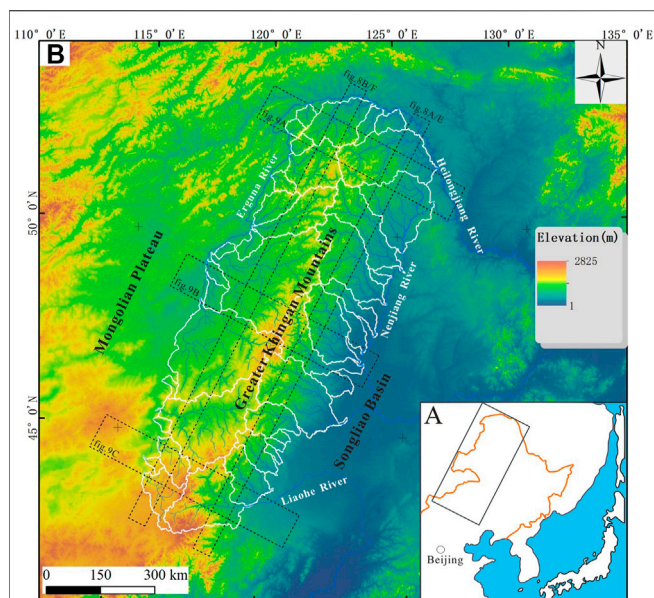 110° 0'E
115° 0'E
120° 0'E
125° 0'E
130° 0'E
135° 0'E
B
N
fig.8B/F
fig.8A/E
fig.9A
Erguna River
Heilongjiang River
50° 0'N
Elevation(m)
2825
1
Mongolian Plateau
fig.9B
Greater Khingan Mountains
Nenjiang River
45° 0'N
Songliao Basin
fig.9C
Liaohe River
A
Beijing
0 150 300 km